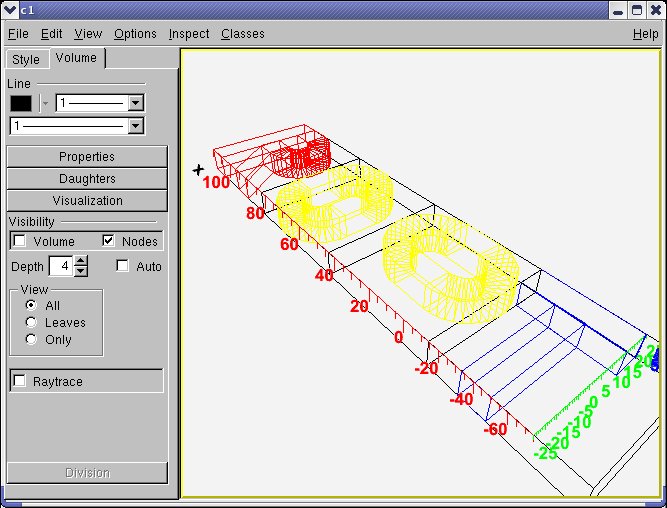 c1
File Edit View Options Inspect Classes Help
Style Volume
Line
1
1
Properties
Daughters
Visualization
Visibility
Volume Nodes
Depth 4 Auto
View
All
Leaves
Only
Raytrace
Division
100
80
60
40
20
0
-20
-40
-60
-25
-20
-15
-10
-5
0
5
10
15
20